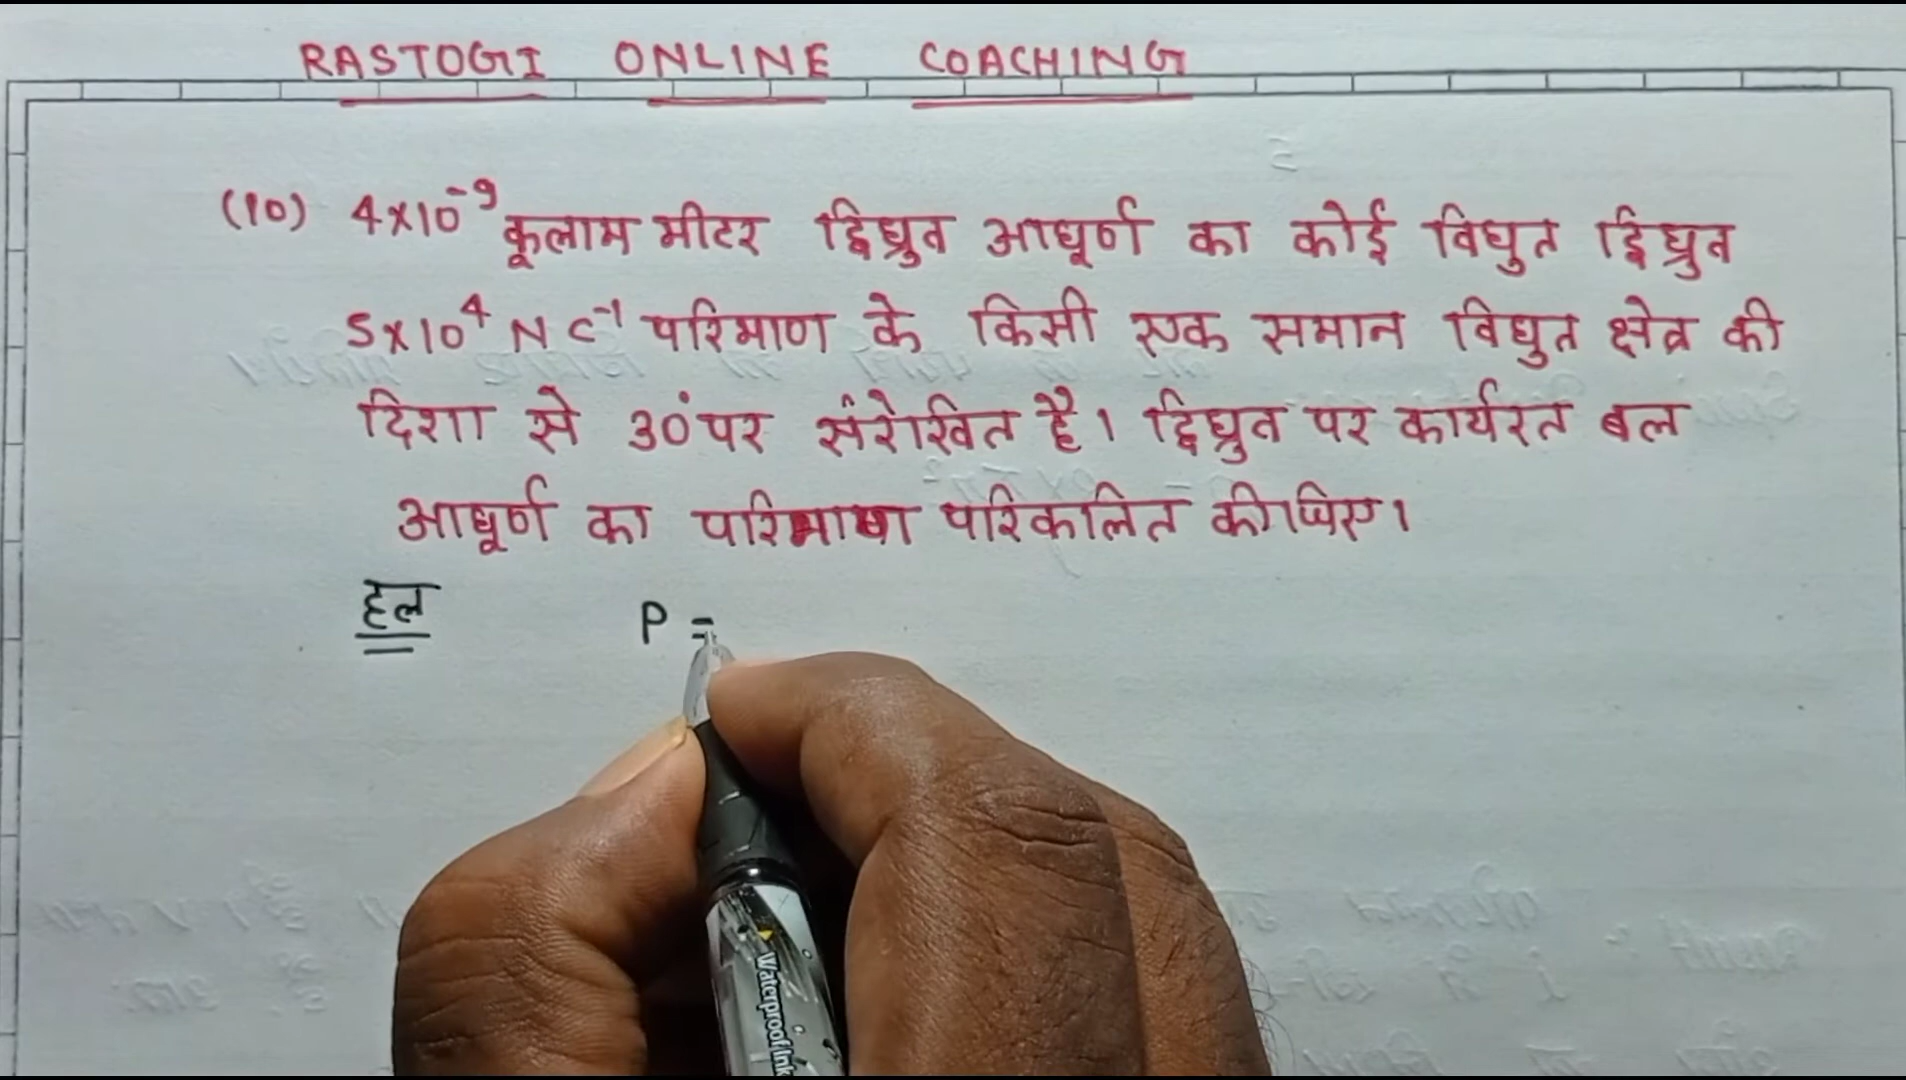 RASTOGI ONLINE COACHING
(10) 4×10⁻⁹ कूलाम मीटर द्विध्रुव आघूर्ण का कोई विधुत द्विध्रुव
5×10⁴ N C⁻¹ परिमाण के किसी एक समान विधुत क्षेत्र की
दिशा से 30° पर संरेखित है। द्विध्रुव पर कार्यरत बल
आघूर्ण का परिमाण परिकलित कीजिए।
हल P =
Waterproof Ink